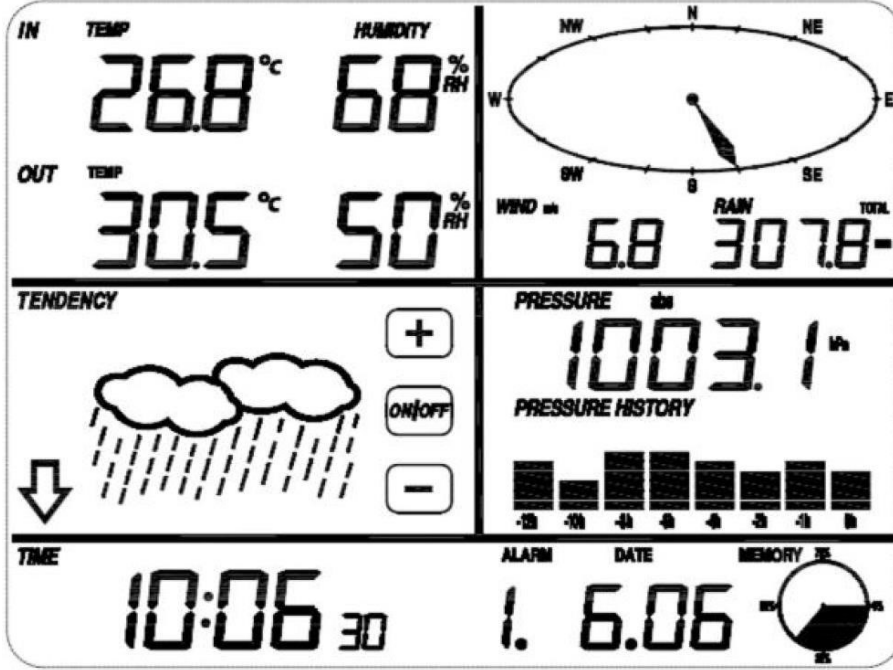 IN TEMP HUMIDITY
26.8 °C 68 % RH
OUT TEMP
30.5 °C 50 % RH
N
NW NE
W E
SW SE
S
WIND RAIN TOTAL
6.8 307.8
TENDENCY
+
ON/OFF
-
PRESSURE abs
1003.1 hPa
PRESSURE HISTORY
-12h -10h -8h -6h -4h -2h -1h 0h
TIME ALARM DATE MEMORY
10:06 30 1. 6.06